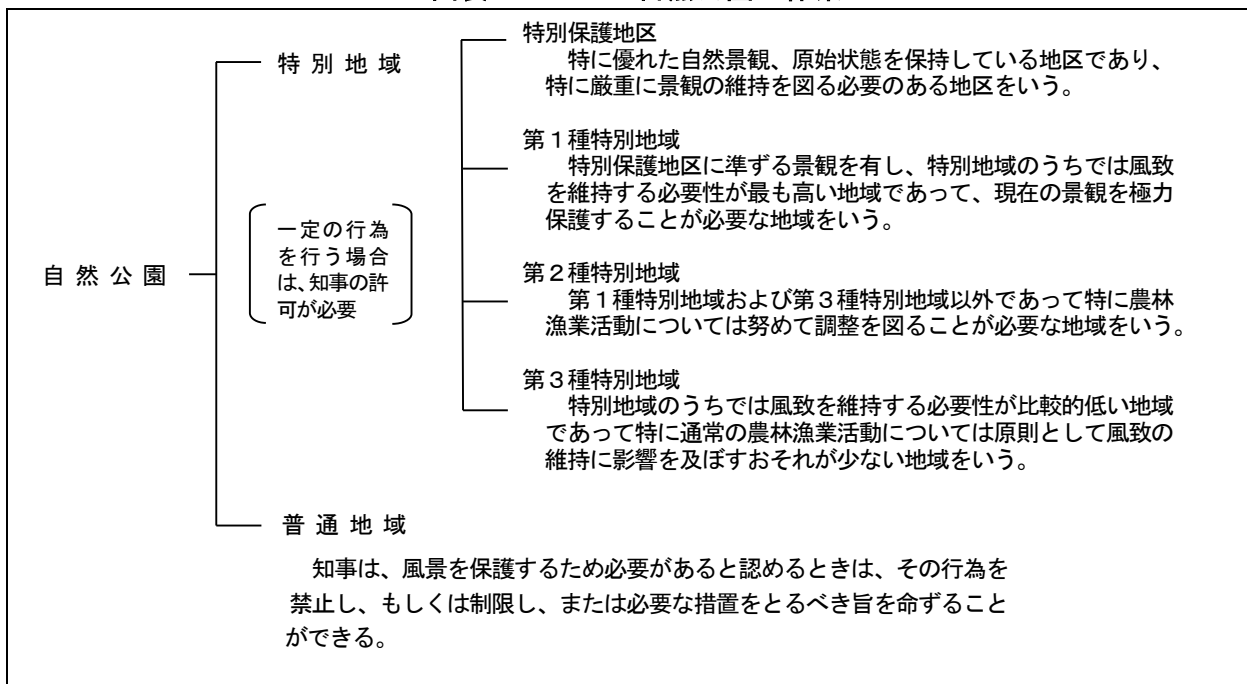 自然公園
特別地域
一定の行為
を行う場合
は、知事の許
可が必要
特別保護地区
特に優れた自然景観、原始状態を保持している地区であり、
特に厳重に景観の維持を図る必要のある地区をいう。
第１種特別地域
特別保護地区に準ずる景観を有し、特別地域のうちでは風致
を維持する必要性が最も高い地域であって、現在の景観を極力
保護することが必要な地域をいう。
第２種特別地域
第１種特別地域および第３種特別地域以外であって特に農林
漁業活動については努めて調整を図ることが必要な地域をいう。
第３種特別地域
特別地域のうちでは風致を維持する必要性が比較的低い地域
であって特に通常の農林漁業活動については原則として風致の
維持に影響を及ぼすおそれが少ない地域をいう。
普通地域
知事は、風景を保護するため必要があると認めるときは、その行為を
禁止し、もしくは制限し、または必要な措置をとるべき旨を命ずること
ができる。